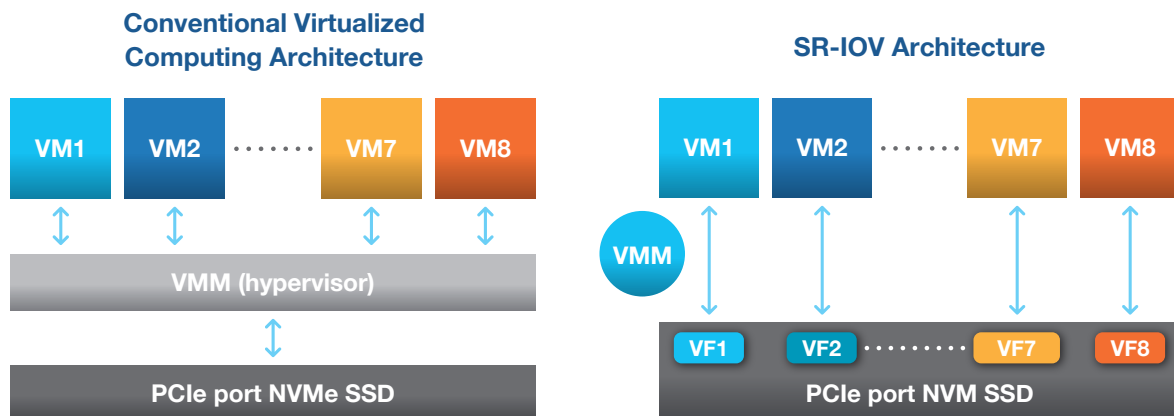 Conventional Virtualized
Computing Architecture
VM1 VM2 VM7 VM8
VMM (hypervisor)
PCIe port NVMe SSD
SR-IOV Architecture
VM1 VM2 VM7 VM8
VMM
VF1 VF2 VF7 VF8
PCIe port NVM SSD